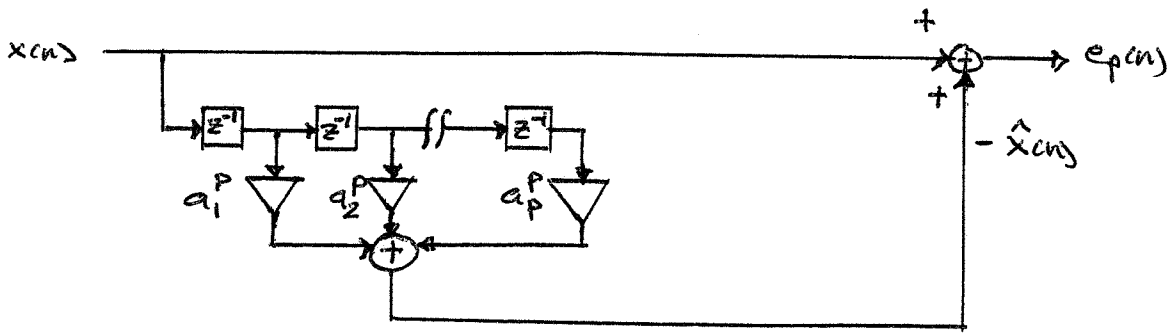 +
x(n)
+
e_p(n)
+
z^-1
z^-1
z^-1
- x̂(n)
a_1^p
a_2^p
a_p^p
+